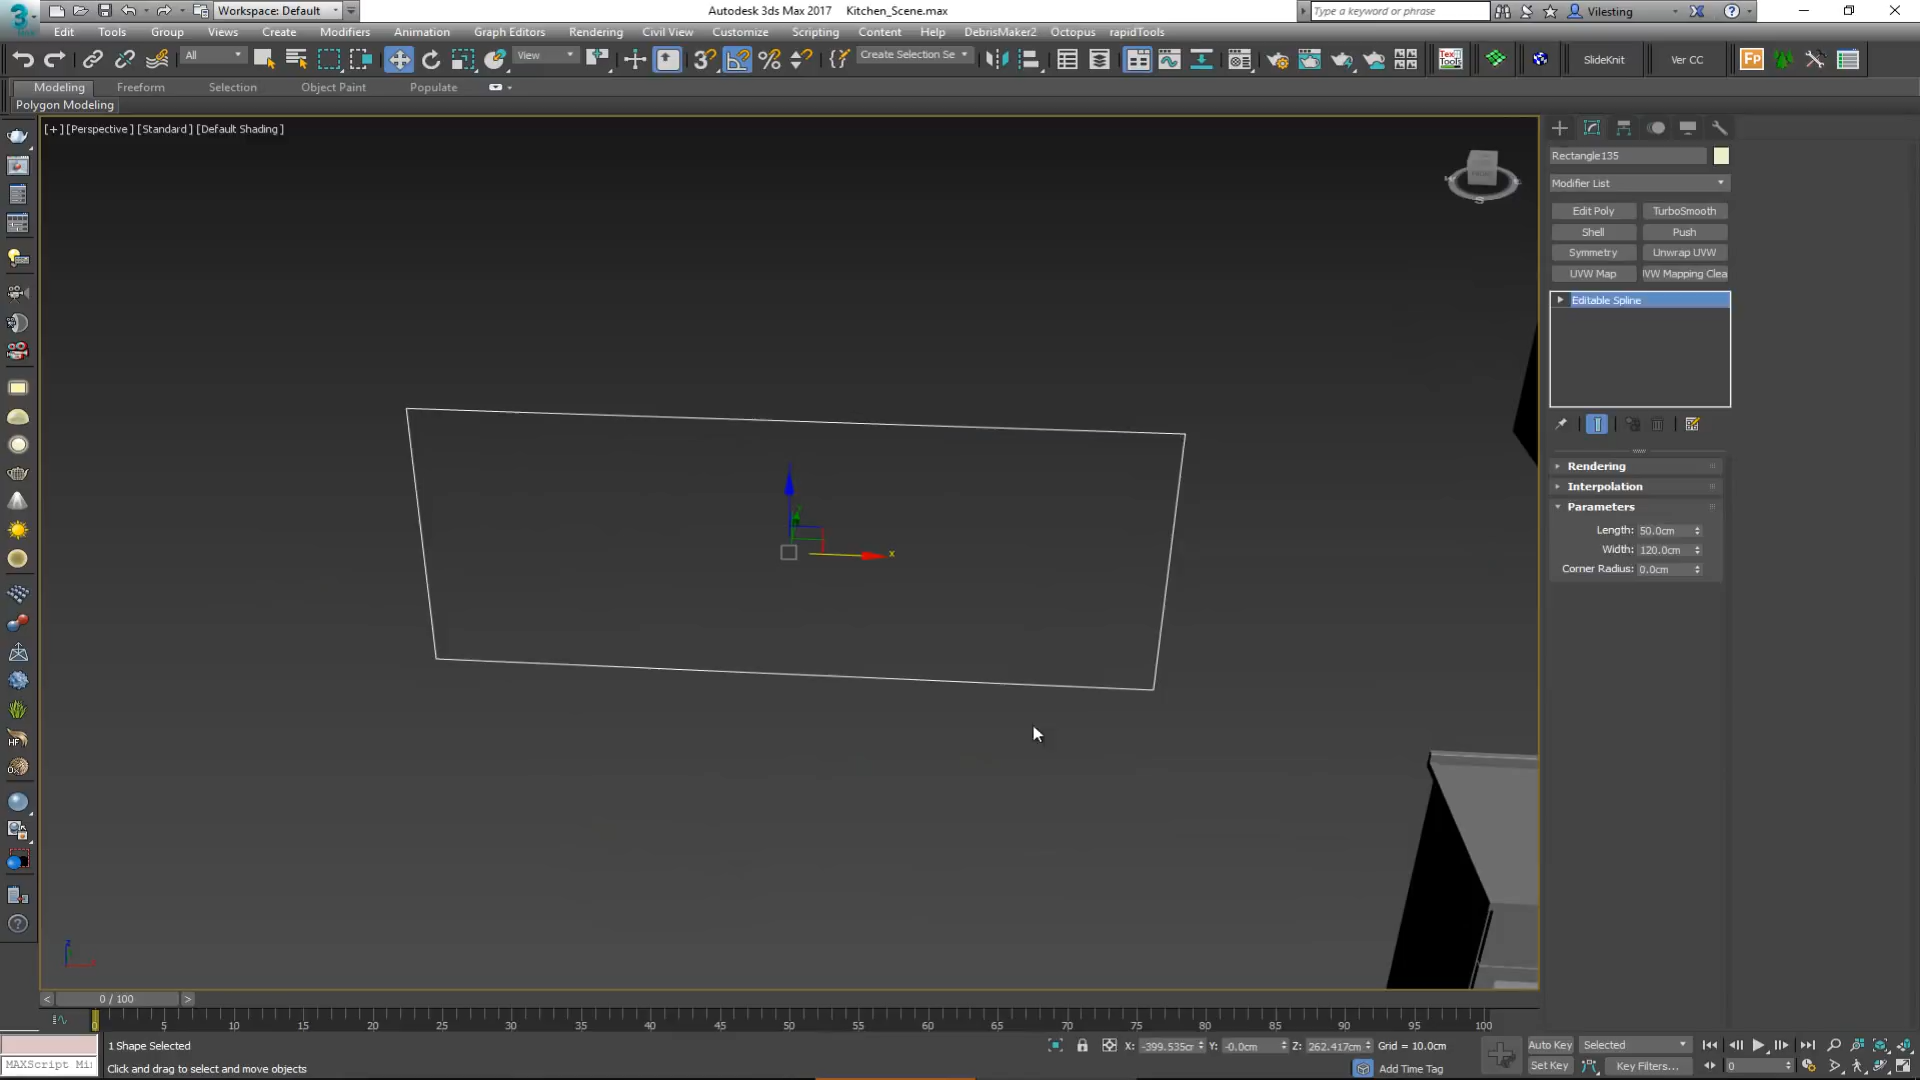 Workspace: Default
Autodesk 3ds Max 2017 Kitchen_Scene.max
Type a keyword or phrase
Vilesting
Edit Tools Group Views Create Modifiers Animation Graph Editors Rendering Civil View Customize Scripting Content Help DebrisMaker2 Octopus rapidTools
All View Create Selection Se SlideKnit Ver CC
Modeling Freeform Selection Object Paint Populate
Polygon Modeling
[+] [Perspective] [Standard] [Default Shading]
Rectangle135
Modifier List
Edit Poly TurboSmooth
Shell Push
Symmetry Unwrap UVW
UVW Map VW Mapping Clea
Editable Spline
Rendering
Interpolation
Parameters
Length: 50.0cm
Width: 120.0cm
Corner Radius: 0.0cm
x
0 / 100
0 5 10 15 20 25 30 35 40 45 50 55 60 65 70 75 80 85 90 95 100
1 Shape Selected X: -399.535cr Y: -0.0cm Z: 262.417cm Grid = 10.0cm Auto Key Selected
MAXScript Mi: Click and drag to select and move objects Add Time Tag Set Key Key Filters... 0